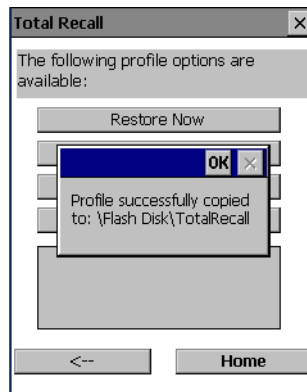 Total Recall
The following profile options are
available:
Restore Now
OK
Profile successfully copied
to: \Flash Disk\TotalRecall
<--
Home